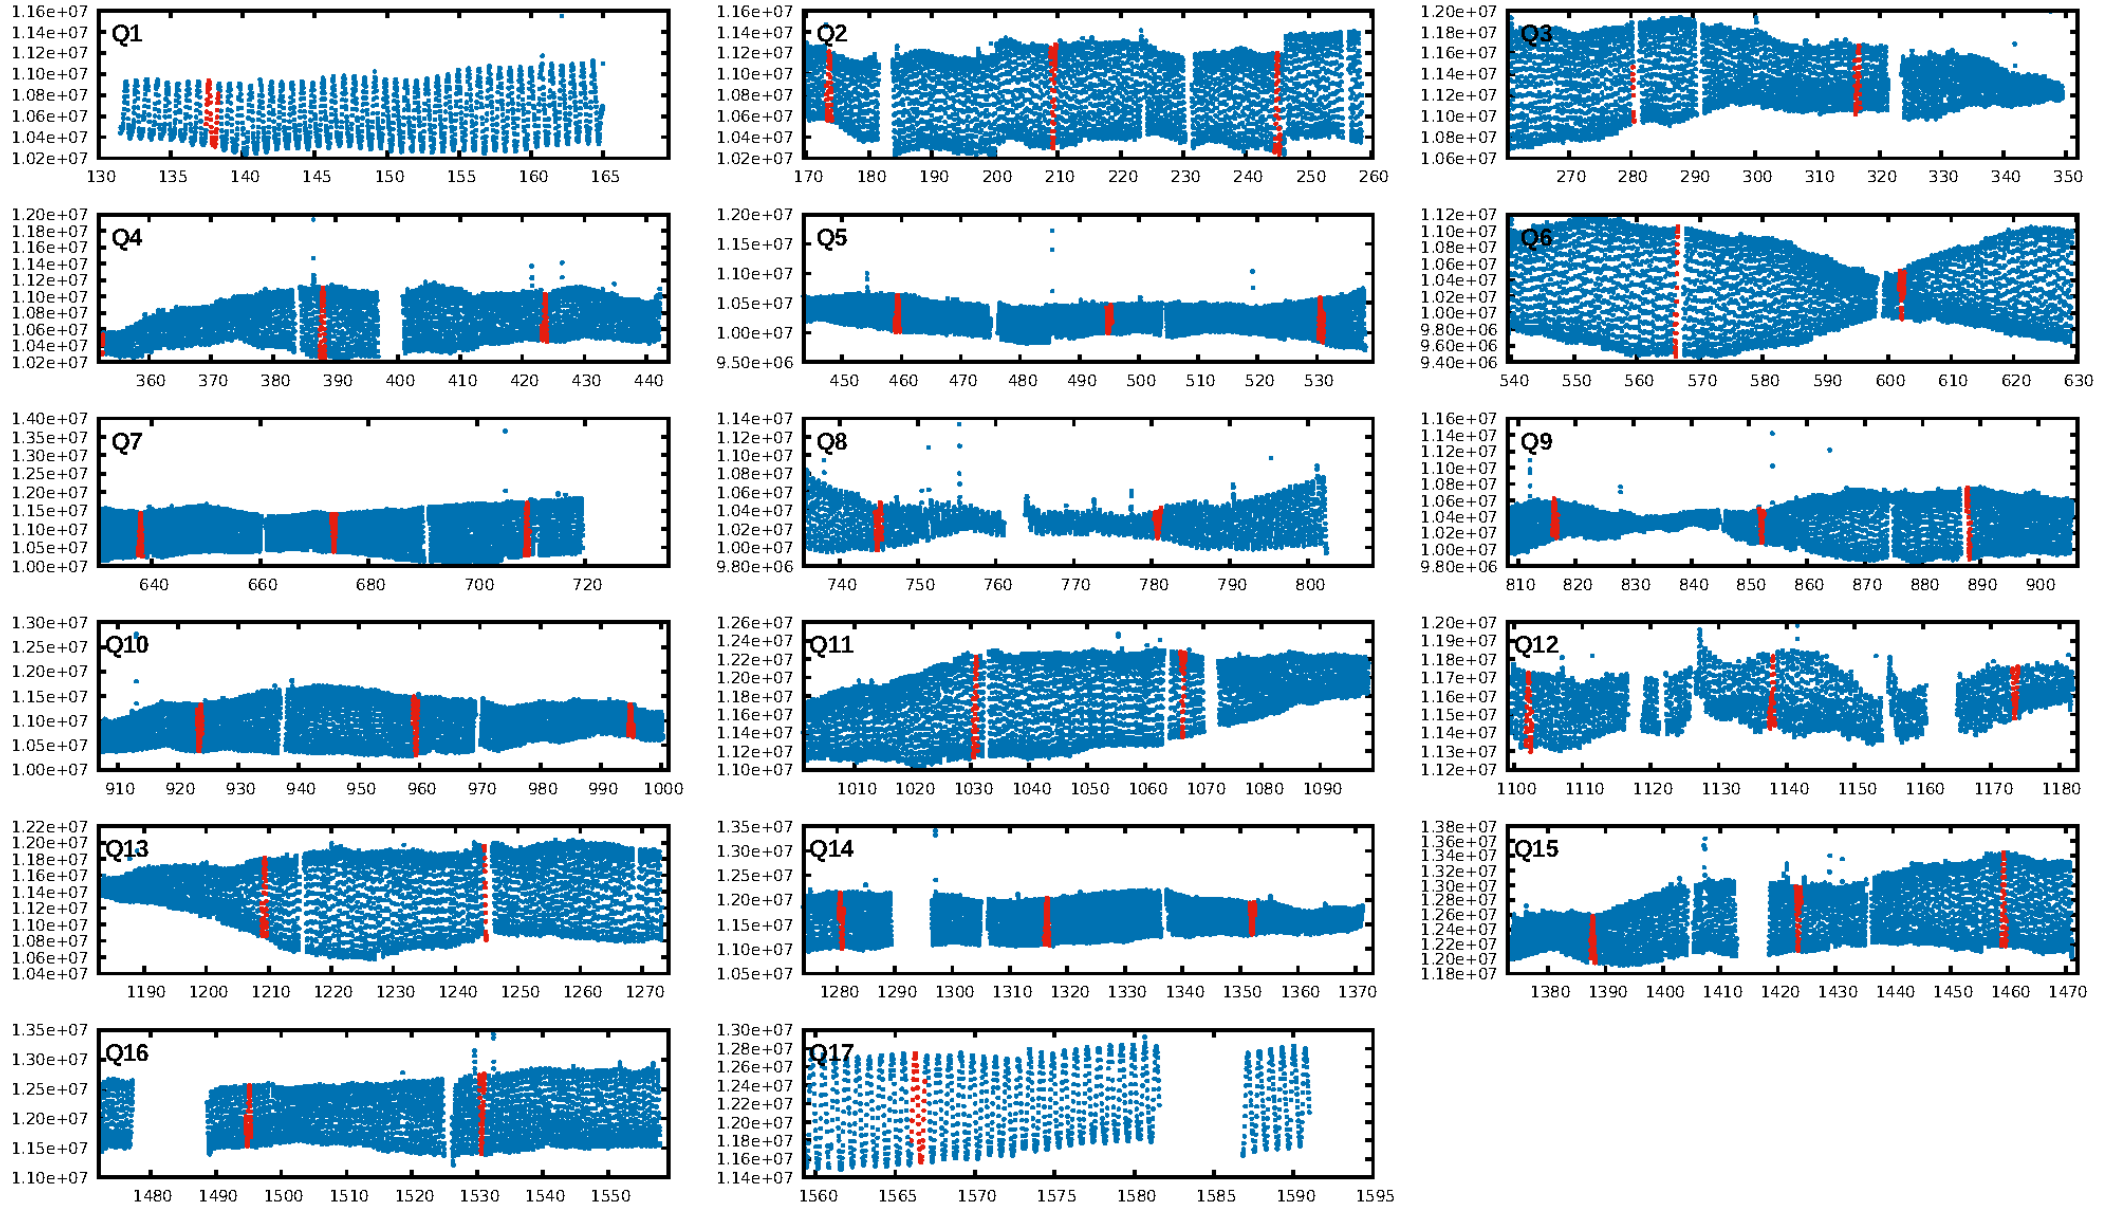 Q1
1.16e+07
1.14e+07
1.12e+07
1.10e+07
1.08e+07
1.06e+07
1.04e+07
1.02e+07
130 135 140 145 150 155 160 165
Q2
1.16e+07
1.14e+07
1.12e+07
1.10e+07
1.08e+07
1.06e+07
1.04e+07
1.02e+07
170 180 190 200 210 220 230 240 250 260
Q3
1.20e+07
1.18e+07
1.16e+07
1.14e+07
1.12e+07
1.10e+07
1.08e+07
1.06e+07
270 280 290 300 310 320 330 340 350
Q4
1.20e+07
1.18e+07
1.16e+07
1.14e+07
1.12e+07
1.10e+07
1.08e+07
1.06e+07
1.04e+07
1.02e+07
360 370 380 390 400 410 420 430 440
Q5
1.20e+07
1.15e+07
1.10e+07
1.05e+07
1.00e+07
9.50e+06
450 460 470 480 490 500 510 520 530
Q6
1.12e+07
1.10e+07
1.08e+07
1.06e+07
1.04e+07
1.02e+07
1.00e+07
9.80e+06
9.60e+06
9.40e+06
540 550 560 570 580 590 600 610 620 630
Q7
1.40e+07
1.35e+07
1.30e+07
1.25e+07
1.20e+07
1.15e+07
1.10e+07
1.05e+07
1.00e+07
640 660 680 700 720
Q8
1.14e+07
1.12e+07
1.10e+07
1.08e+07
1.06e+07
1.04e+07
1.02e+07
1.00e+07
9.80e+06
740 750 760 770 780 790 800
Q9
1.16e+07
1.14e+07
1.12e+07
1.10e+07
1.08e+07
1.06e+07
1.04e+07
1.02e+07
1.00e+07
9.80e+06
810 820 830 840 850 860 870 880 890 900
Q10
1.30e+07
1.25e+07
1.20e+07
1.15e+07
1.10e+07
1.05e+07
1.00e+07
910 920 930 940 950 960 970 980 990 1000
Q11
1.26e+07
1.24e+07
1.22e+07
1.20e+07
1.18e+07
1.16e+07
1.14e+07
1.12e+07
1.10e+07
1010 1020 1030 1040 1050 1060 1070 1080 1090
Q12
1.20e+07
1.19e+07
1.18e+07
1.17e+07
1.16e+07
1.15e+07
1.14e+07
1.13e+07
1.12e+07
1100 1110 1120 1130 1140 1150 1160 1170 1180
Q13
1.22e+07
1.20e+07
1.18e+07
1.16e+07
1.14e+07
1.12e+07
1.10e+07
1.08e+07
1.06e+07
1.04e+07
1190 1200 1210 1220 1230 1240 1250 1260 1270
Q14
1.35e+07
1.30e+07
1.25e+07
1.20e+07
1.15e+07
1.10e+07
1.05e+07
1280 1290 1300 1310 1320 1330 1340 1350 1360 1370
Q15
1.38e+07
1.36e+07
1.34e+07
1.32e+07
1.30e+07
1.28e+07
1.26e+07
1.24e+07
1.22e+07
1.20e+07
1.18e+07
1380 1390 1400 1410 1420 1430 1440 1450 1460 1470
Q16
1.35e+07
1.30e+07
1.25e+07
1.20e+07
1.15e+07
1.10e+07
1480 1490 1500 1510 1520 1530 1540 1550
Q17
1.30e+07
1.28e+07
1.26e+07
1.24e+07
1.22e+07
1.20e+07
1.18e+07
1.16e+07
1.14e+07
1560 1565 1570 1575 1580 1585 1590 1595